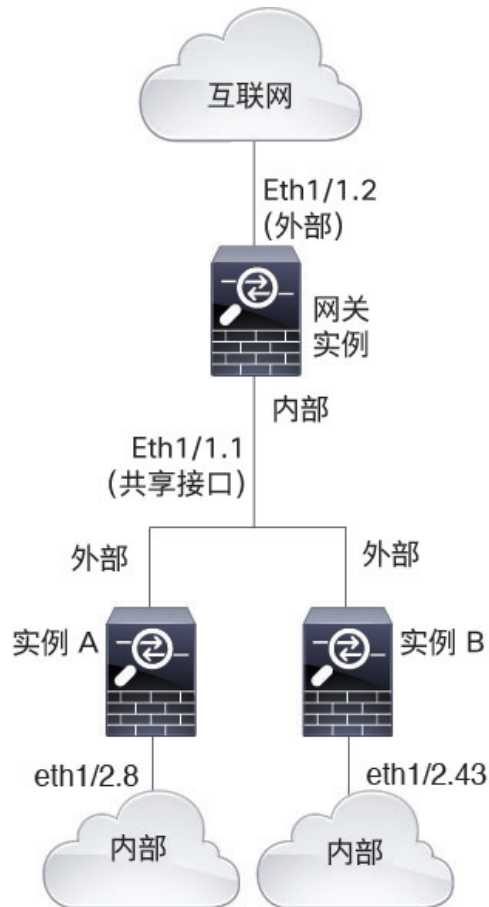 互联网
Eth1/1.2
(外部)
网关
实例
内部
Eth1/1.1
(共享接口)
外部
外部
实例 A
实例 B
eth1/2.8
eth1/2.43
内部
内部